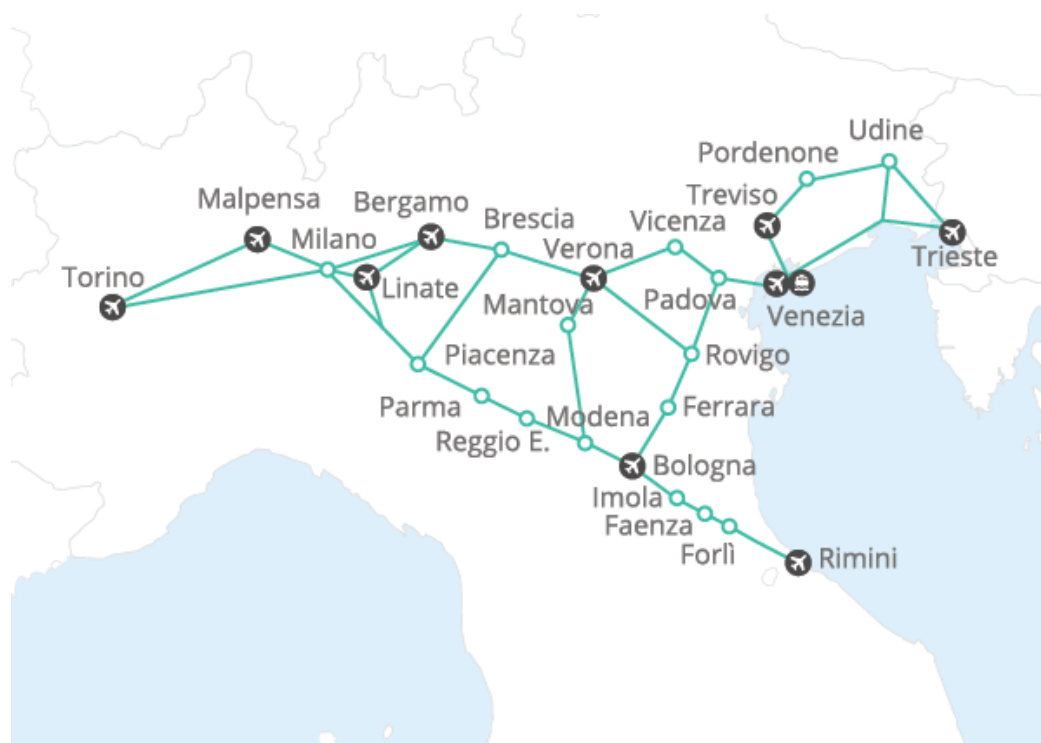 Udine
Pordenone
Malpensa
Bergamo
Treviso
Milano
Brescia
Vicenza
Verona
Trieste
Torino
Linate
Mantova
Padova
Venezia
Piacenza
Rovigo
Parma
Modena
Ferrara
Reggio E.
Bologna
Imola
Faenza
Forlì
Rimini